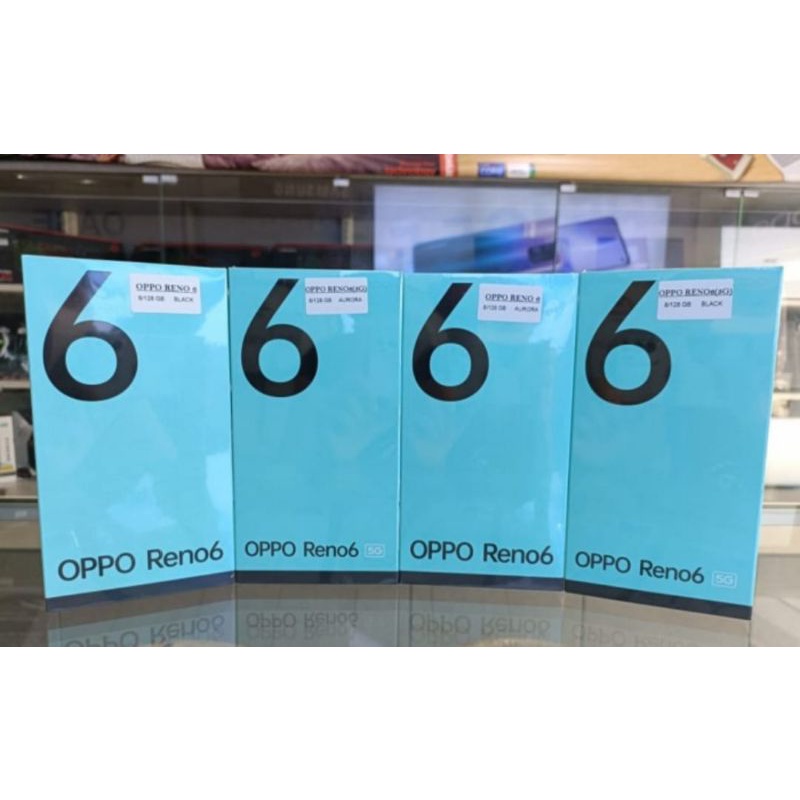 6
OPPO RENO 6
8/128 GB BLACK
OPPO Reno6
6
OPPO RENO6(5G)
8/128 GB AURORA
OPPO Reno6 5G
6
OPPO RENO 6
8/128 GB AURORA
OPPO Reno6
6
OPPO RENO6(5G)
8/128 GB BLACK
OPPO Reno6 5G